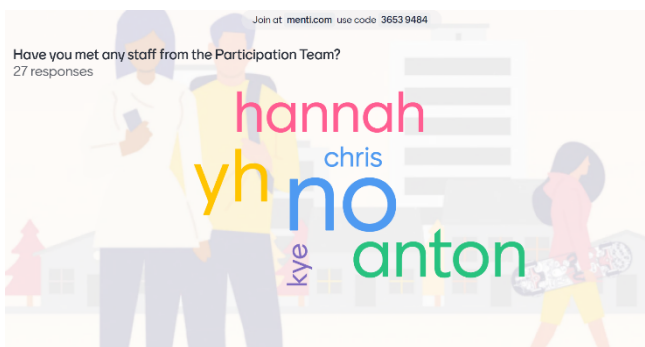 Join at menti.com use code 3653 9484
Have you met any staff from the Participation Team?
27 responses
hannah
chris
yh
no
anton
kye